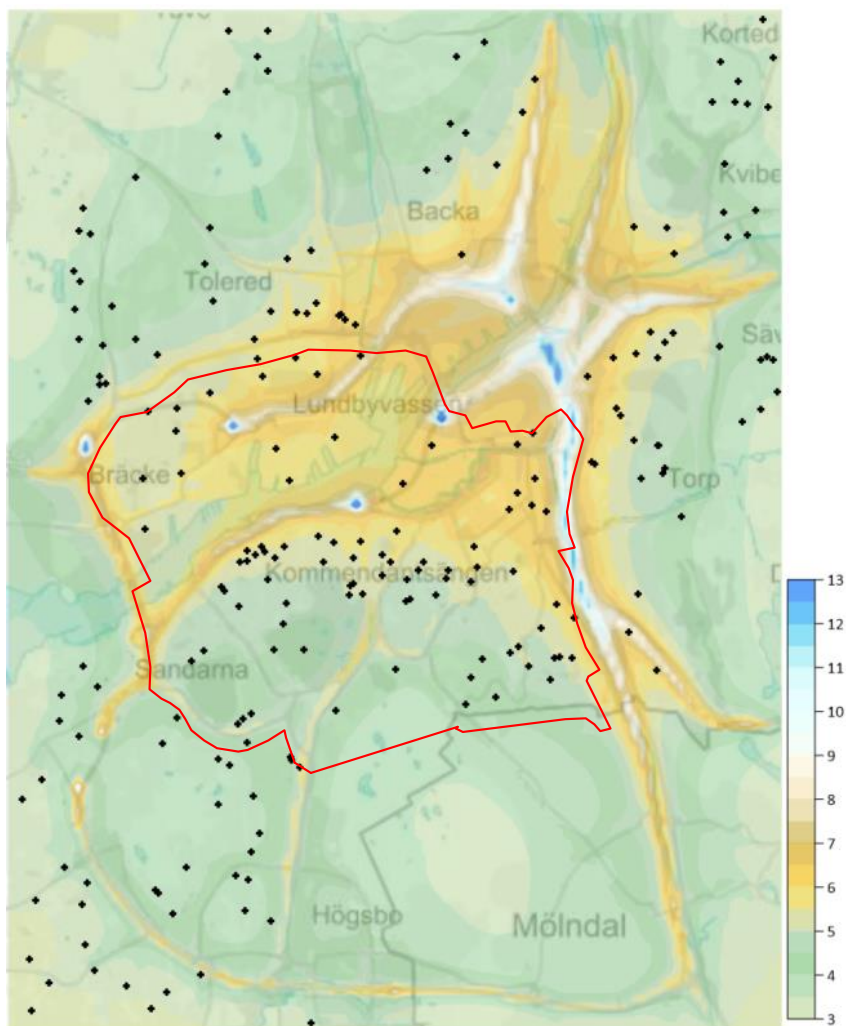 Korted
Kvibe
Backa
Tolered
Säv
Lundbyvassen
Bräcke
Torp
Kommendantsängen
Sandarna
Högsbo
Mölndal
13
12
11
10
9
8
7
6
5
4
3